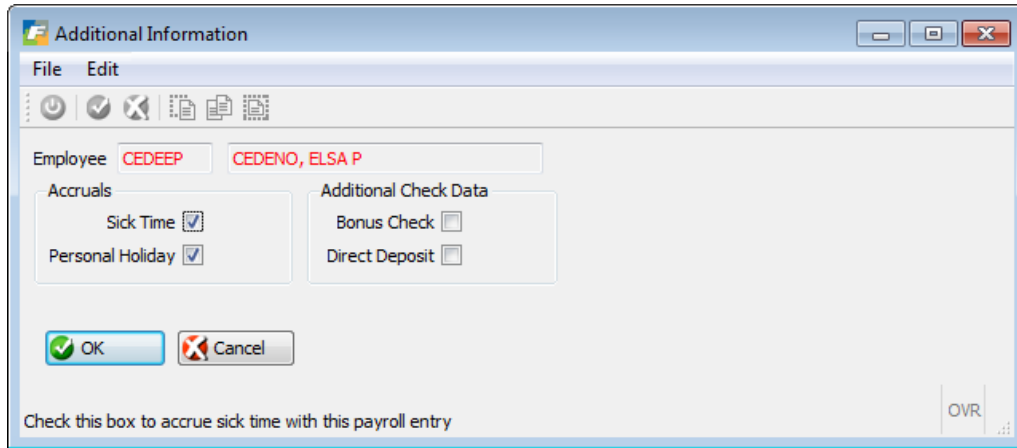 Additional Information
File Edit
Employee CEDEEP CEDENO, ELSA P
Accruals
Sick Time
Personal Holiday
Additional Check Data
Bonus Check
Direct Deposit
OK Cancel
Check this box to accrue sick time with this payroll entry
OVR